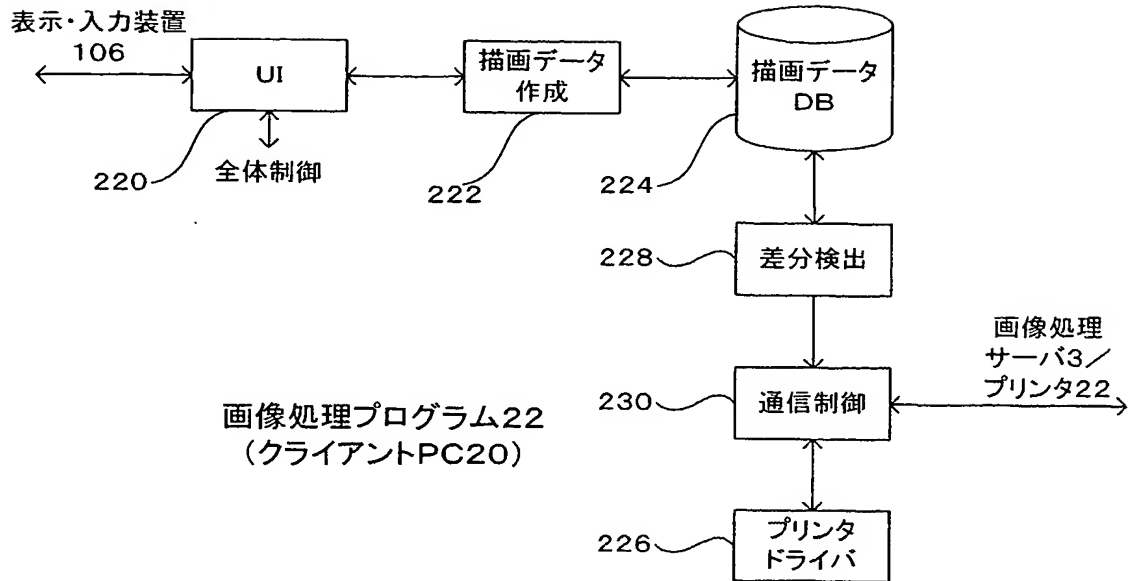 表示・入力装置
106
UI
描画データ
作成
描画データ
DB
全体制御
220
222
224
228
差分検出
画像処理
サーバ3／
プリンタ22
230
通信制御
画像処理プログラム22
（クライアントPC20）
226
プリンタ
ドライバ